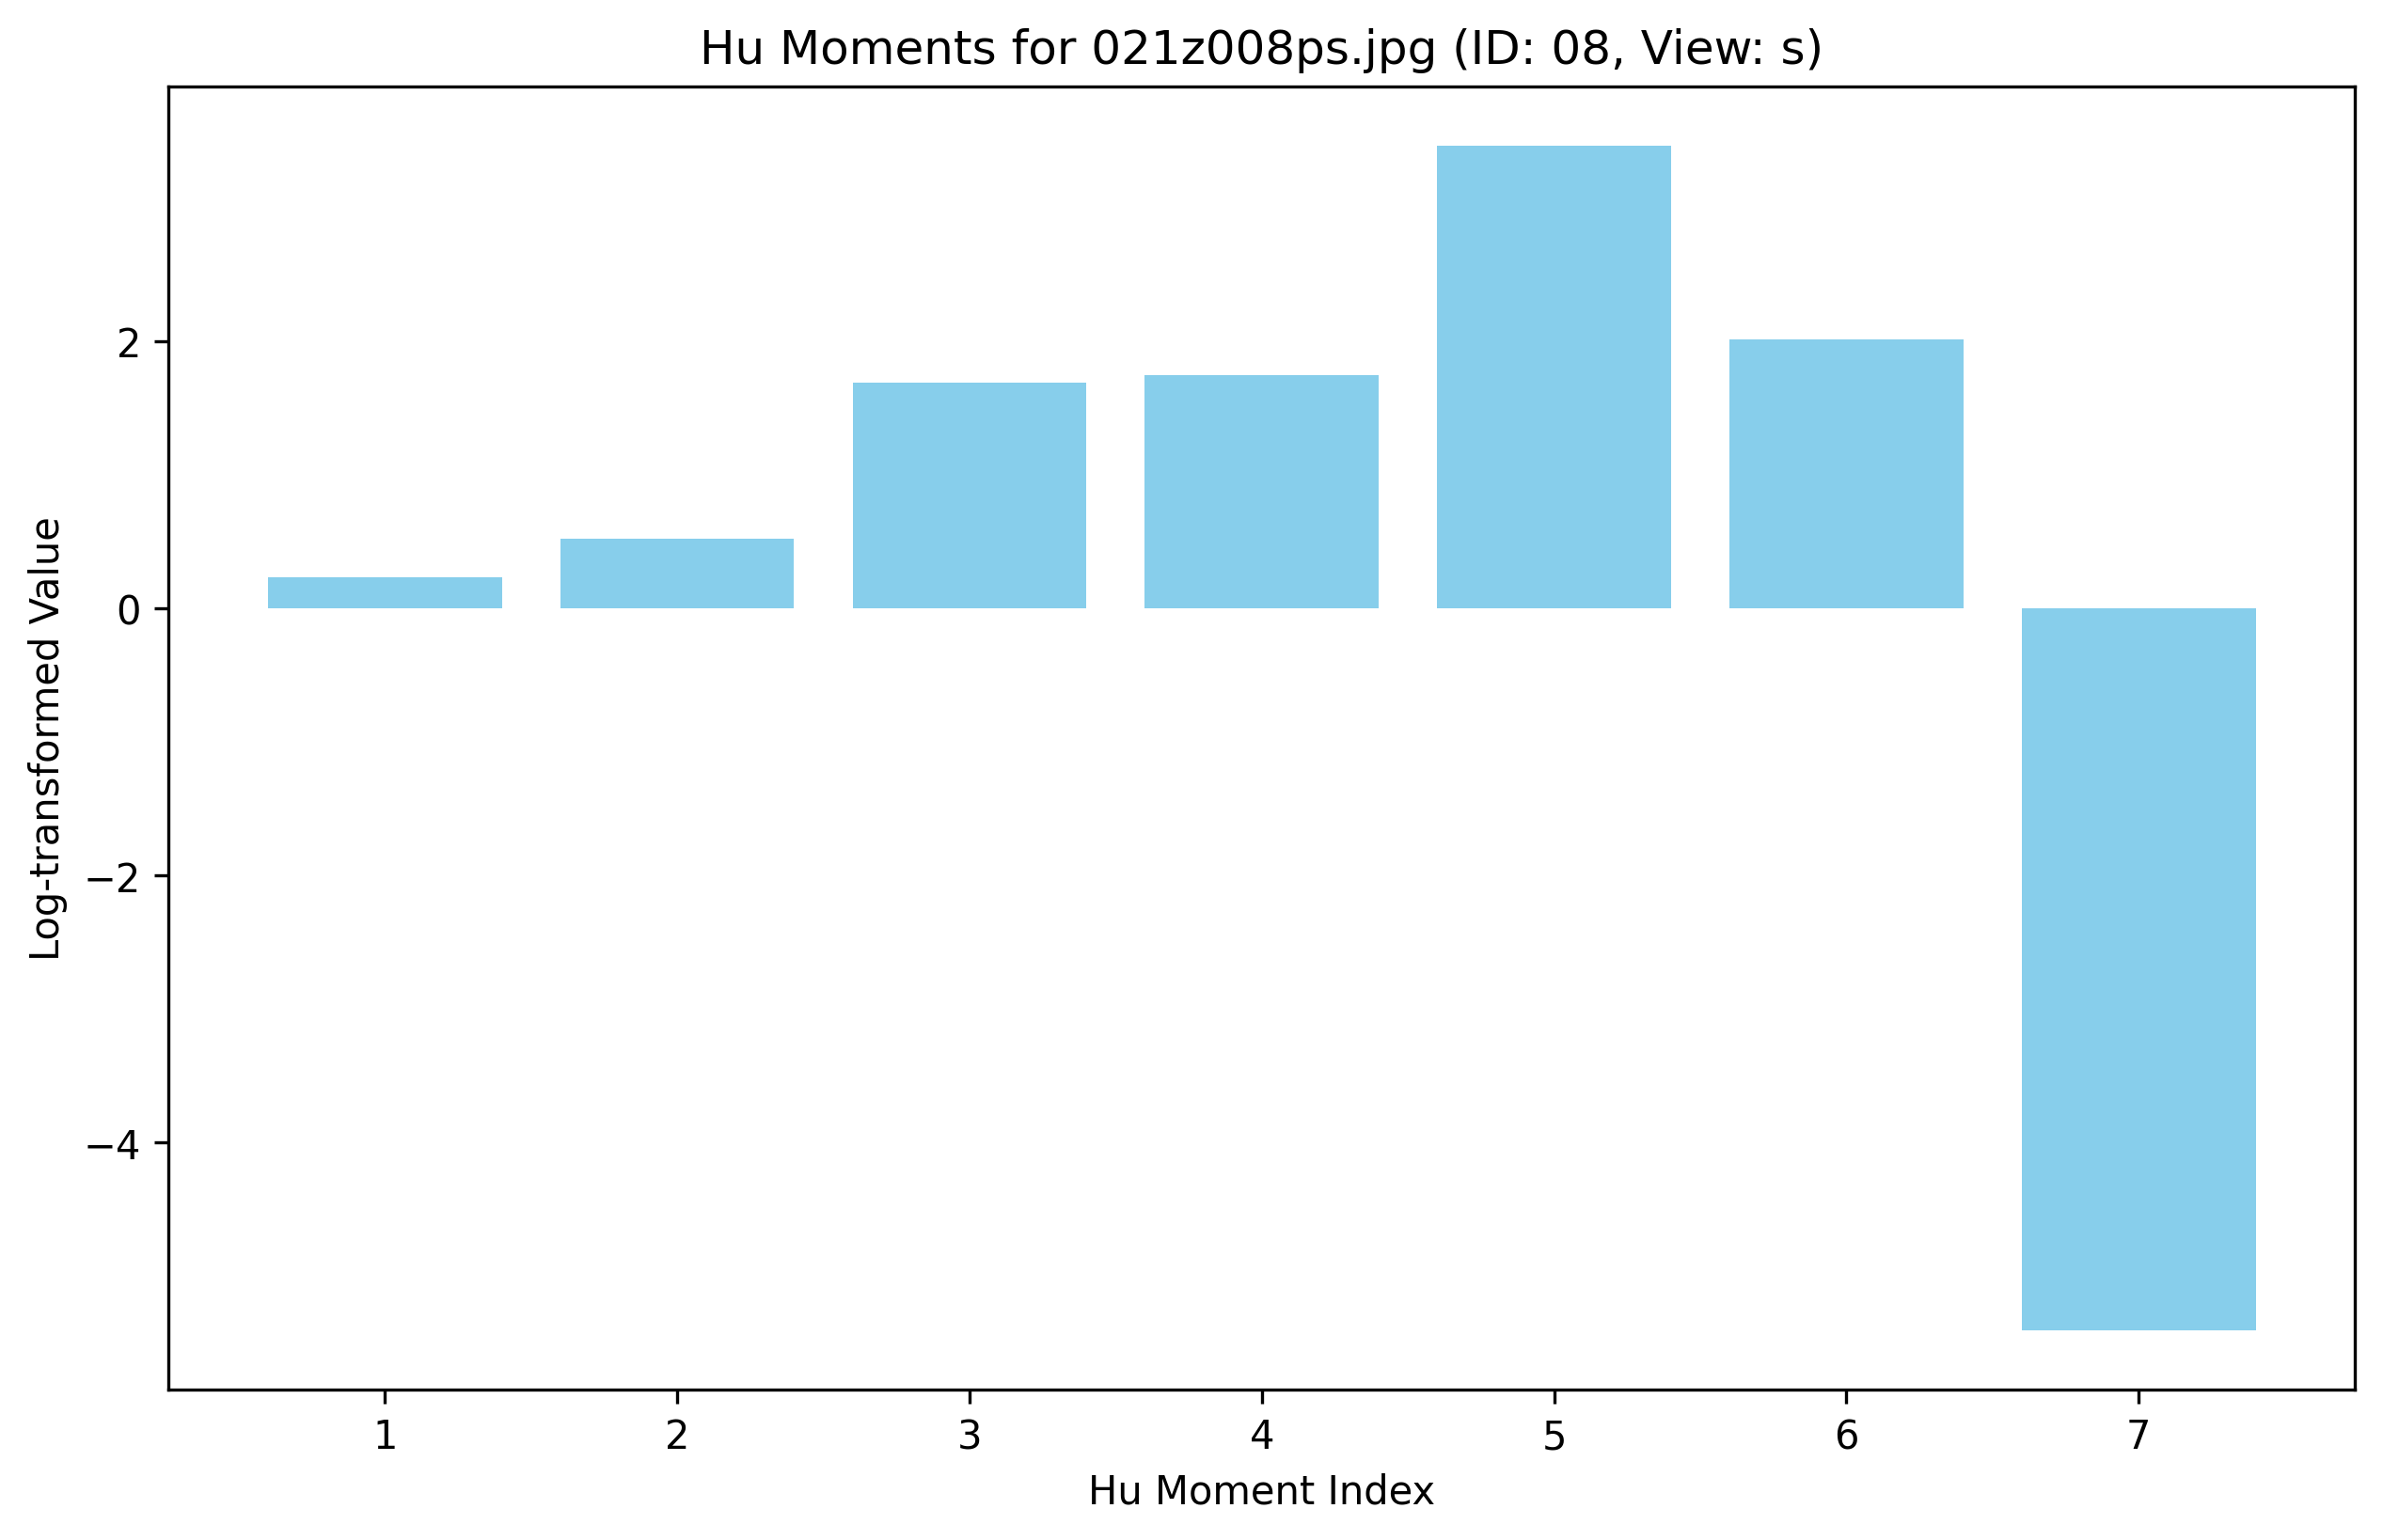 Hu Moments for 021z008ps.jpg (ID: 08, View: s)
Log-transformed Value
2
0
−2
−4
1 2 3 4 5 6 7
Hu Moment Index